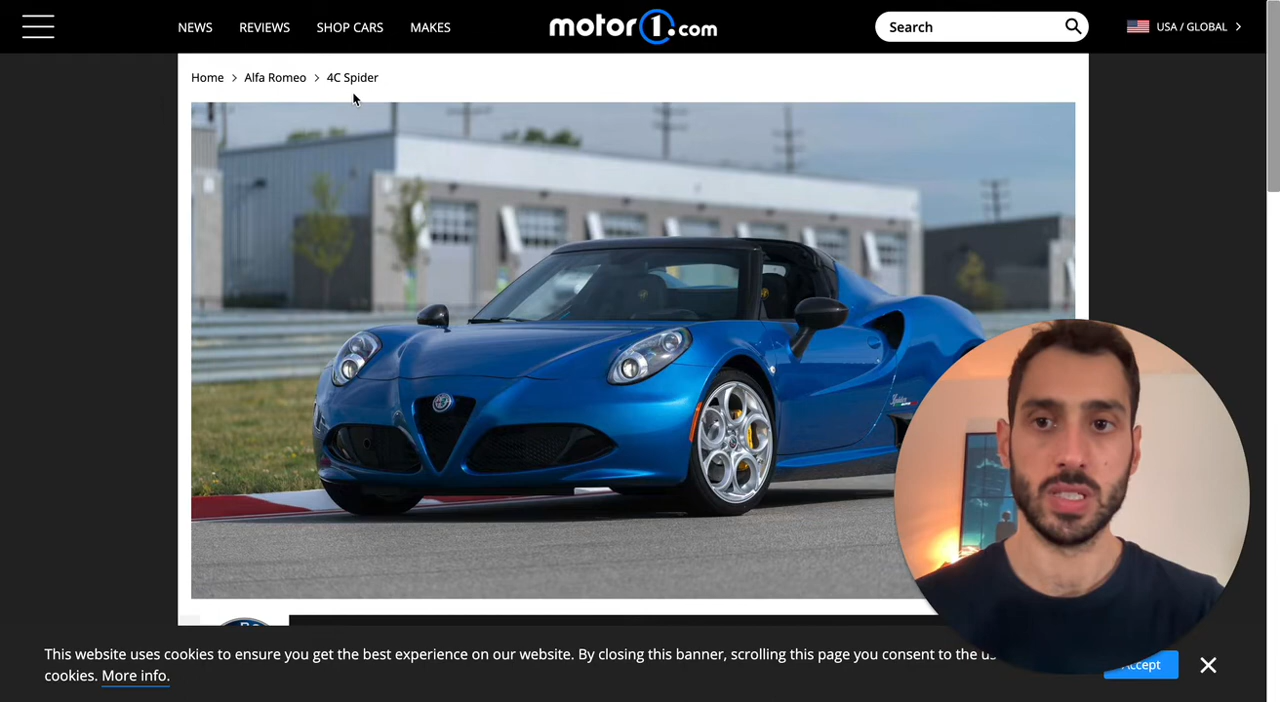 NEWS
REVIEWS
SHOP CARS
MAKES
motor1.com
Search
USA / GLOBAL
Home > Alfa Romeo > 4C Spider
This website uses cookies to ensure you get the best experience on our website. By closing this banner, scrolling this page you consent to the
cookies. More info.
Accept